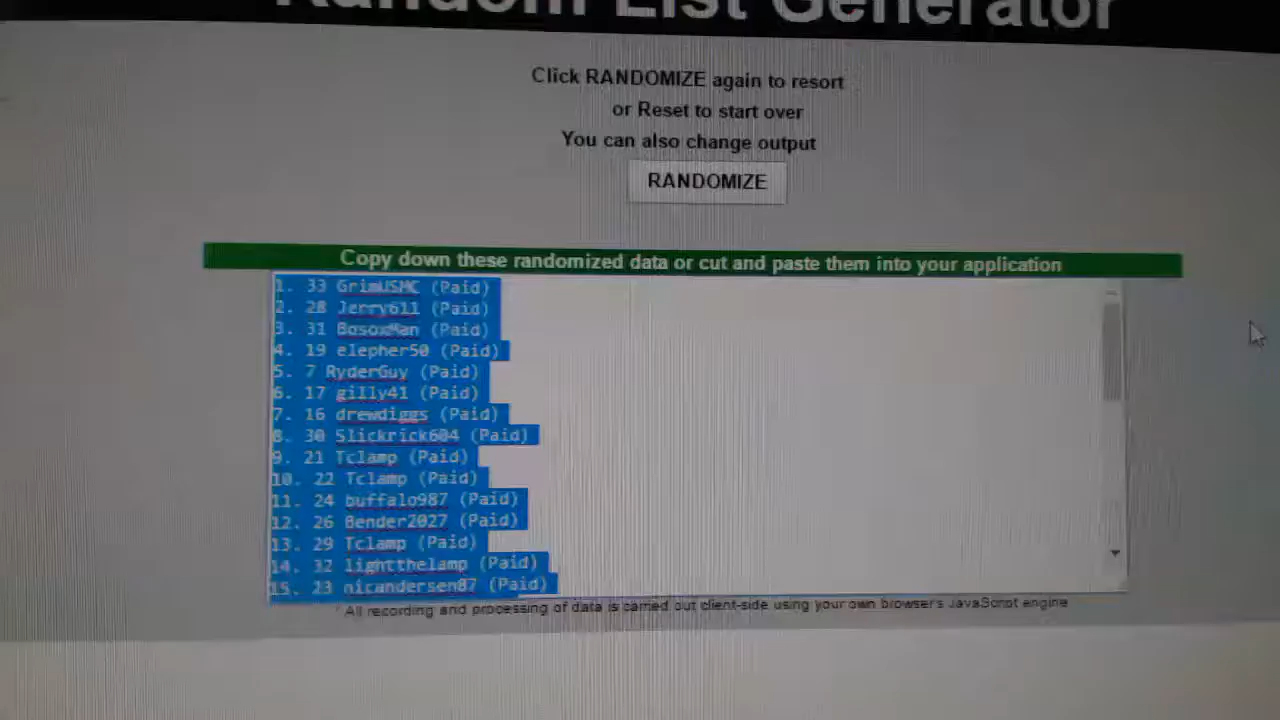 Random List Generator
Click RANDOMIZE again to resort
or Reset to start over
You can also change output
RANDOMIZE
Copy down these randomized data or cut and paste them into your application
1. 33 GrimUSMC (Paid)
2. 28 Jerry611 (Paid)
3. 31 BosoxMan (Paid)
4. 19 elepher50 (Paid)
5. 7 RyderGuy (Paid)
6. 17 gilly41 (Paid)
7. 16 drewdiggs (Paid)
8. 30 Slickrick604 (Paid)
9. 21 Tclamp (Paid)
10. 22 Tclamp (Paid)
11. 24 buffalo987 (Paid)
12. 26 Bender2027 (Paid)
13. 29 Tclamp (Paid)
14. 32 lightthelamp (Paid)
15. 23 nicandersen87 (Paid)
All recording and processing of data is carried out client-side using your own browser's JavaScript engine